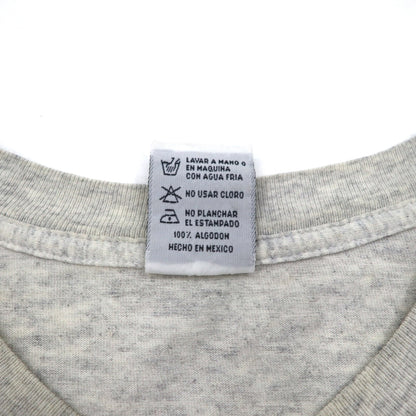 LAVAR A MANO O
EN MAQUINA
CON AGUA FRIA
NO USAR CLORO
NO PLANCHAR
EL ESTAMPADO
100% ALGODON
HECHO EN MEXICO